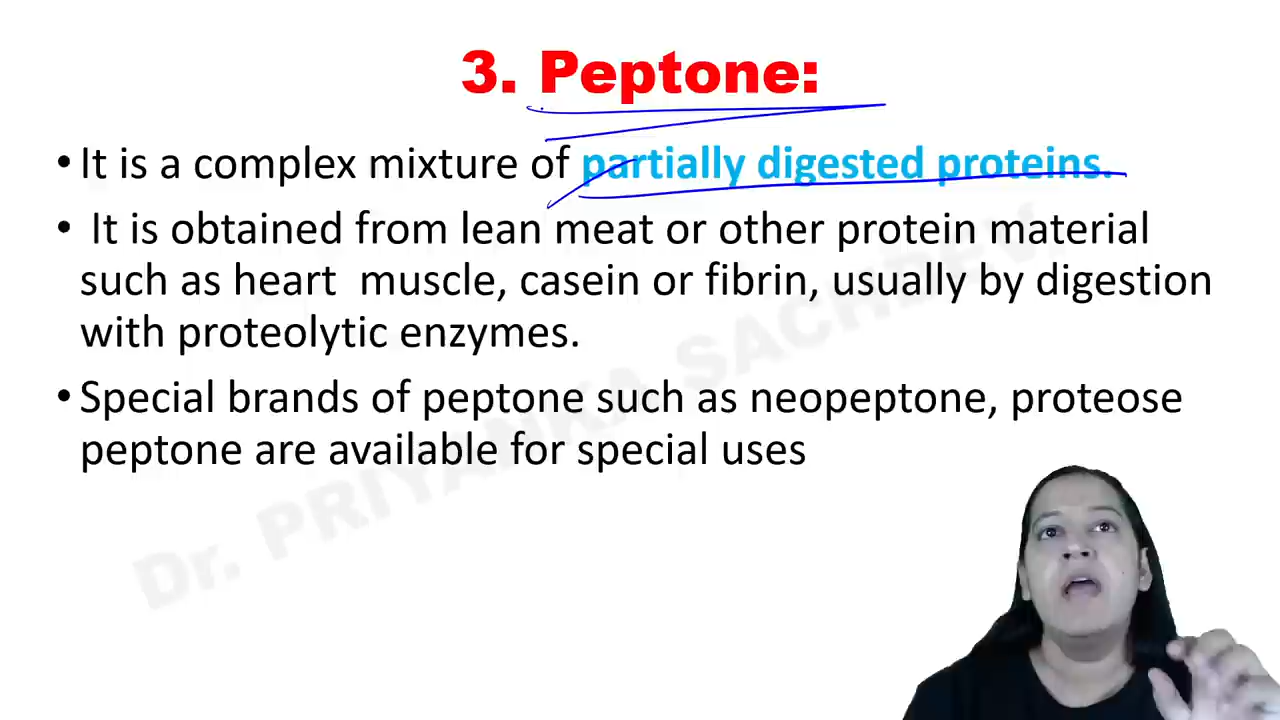 3. Peptone:
• It is a complex mixture of partially digested proteins.
• It is obtained from lean meat or other protein material
such as heart muscle, casein or fibrin, usually by digestion
with proteolytic enzymes.
• Special brands of peptone such as neopeptone, proteose
peptone are available for special uses
Dr. PRIYANKA SACHDEV